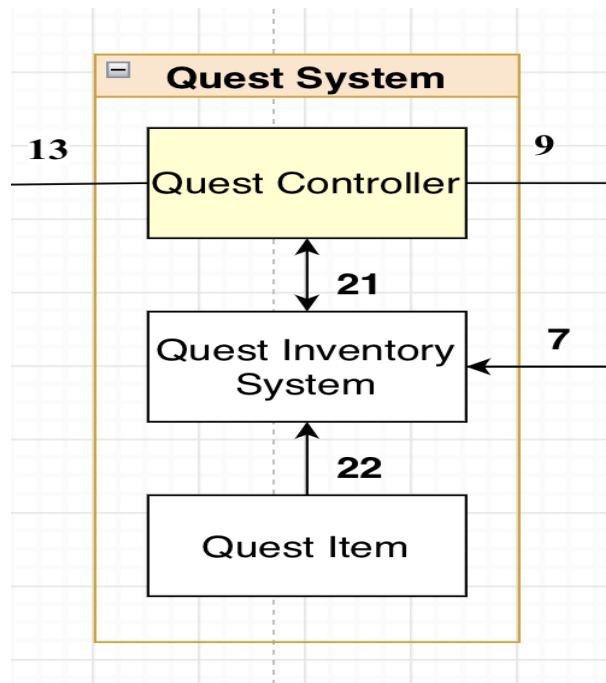 Quest System
13
9
Quest Controller
21
Quest Inventory
System
7
22
Quest Item